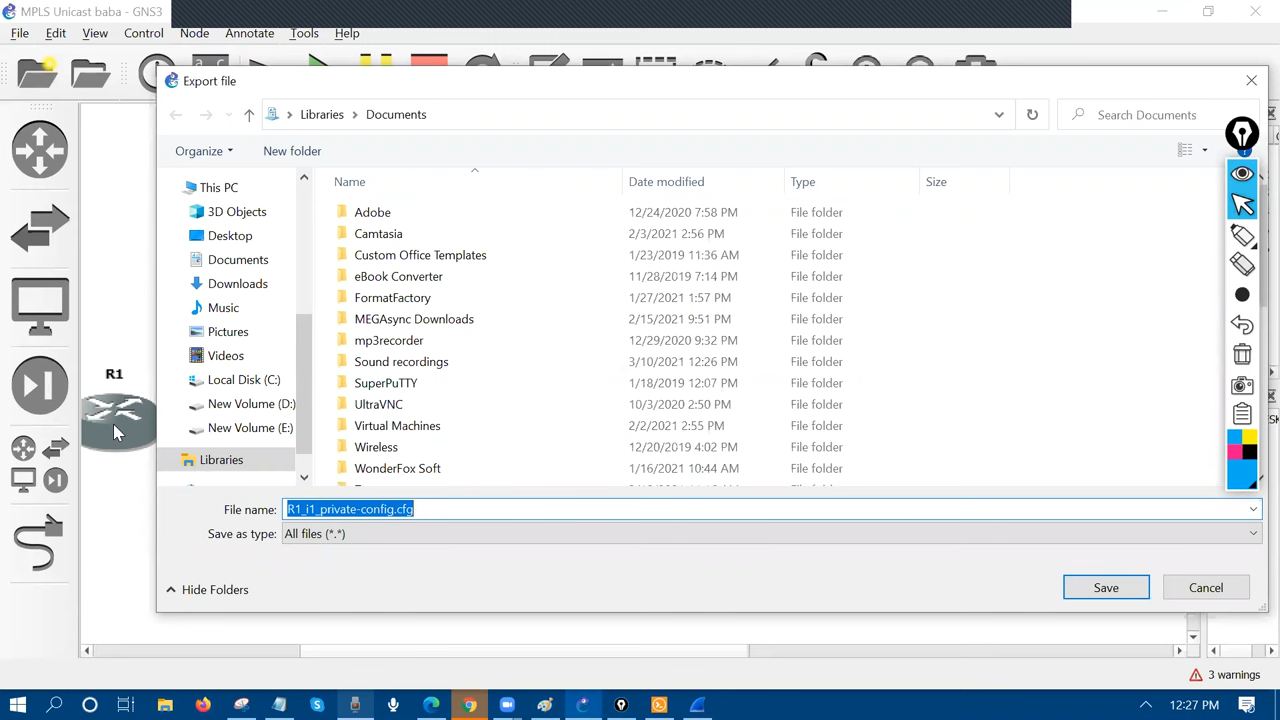 MPLS Unicast baba - GNS3
File Edit View Control Node Annotate Tools Help
Export file
Libraries Documents
Search Documents
Organize New folder
Name Date modified Type Size
This PC
3D Objects
Desktop
Documents
Downloads
Music
Pictures
Videos
Local Disk (C:)
New Volume (D:)
New Volume (E:)
Libraries
Adobe 12/24/2020 7:58 PM File folder
Camtasia 2/3/2021 2:56 PM File folder
Custom Office Templates 1/23/2019 11:36 AM File folder
eBook Converter 11/28/2019 7:14 PM File folder
FormatFactory 1/27/2021 1:57 PM File folder
MEGAsync Downloads 2/15/2021 9:51 PM File folder
mp3recorder 12/29/2020 9:32 PM File folder
Sound recordings 3/10/2021 12:26 PM File folder
SuperPuTTY 1/18/2019 12:07 PM File folder
UltraVNC 10/3/2020 2:50 PM File folder
Virtual Machines 2/2/2021 2:55 PM File folder
Wireless 12/20/2019 4:02 PM File folder
WonderFox Soft 1/16/2021 10:44 AM File folder
R1
File name: R1_i1_private-config.cfg
Save as type: All files (*.*)
Hide Folders
Save Cancel
3 warnings
12:27 PM